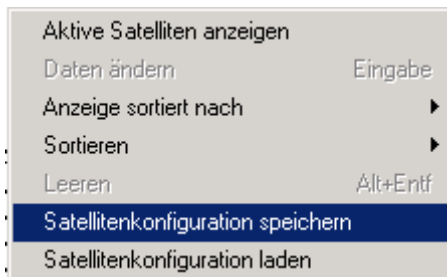 Aktive Satelliten anzeigen
Daten ändern Eingabe
Anzeige sortiert nach
Sortieren
Leeren Alt+Entf
Satellitenkonfiguration speichern
Satellitenkonfiguration laden